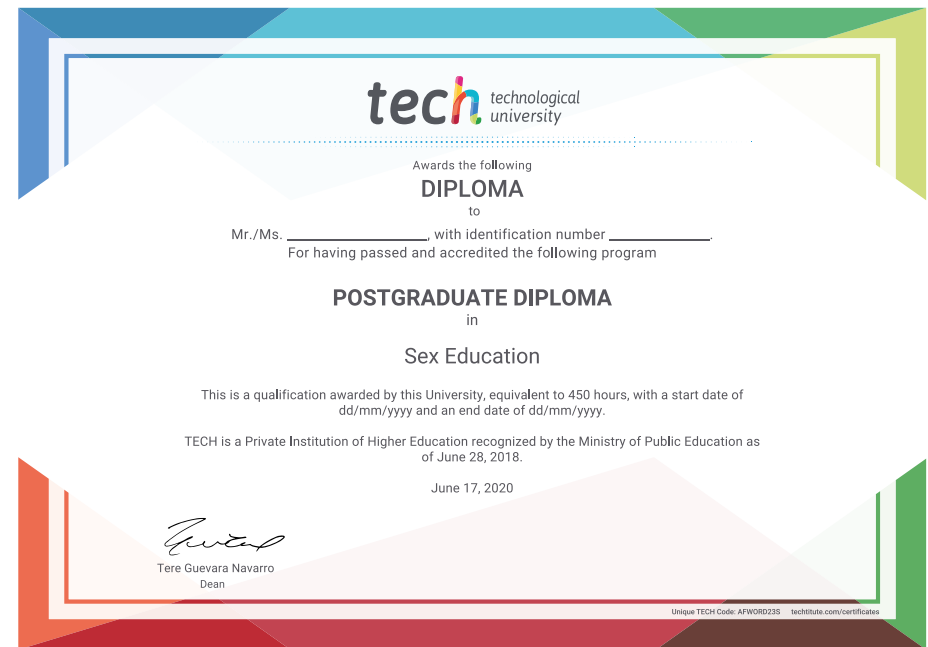 tech technological
university
Awards the following
DIPLOMA
to
Mr./Ms. ____________________, with identification number ______________.
For having passed and accredited the following program
POSTGRADUATE DIPLOMA
in
Sex Education
This is a qualification awarded by this University, equivalent to 450 hours, with a start date of
dd/mm/yyyy and an end date of dd/mm/yyyy.
TECH is a Private Institution of Higher Education recognized by the Ministry of Public Education as
of June 28, 2018.
June 17, 2020
Tere Guevara Navarro
Dean
Unique TECH Code: AFWORD23S techtitute.com/certificates